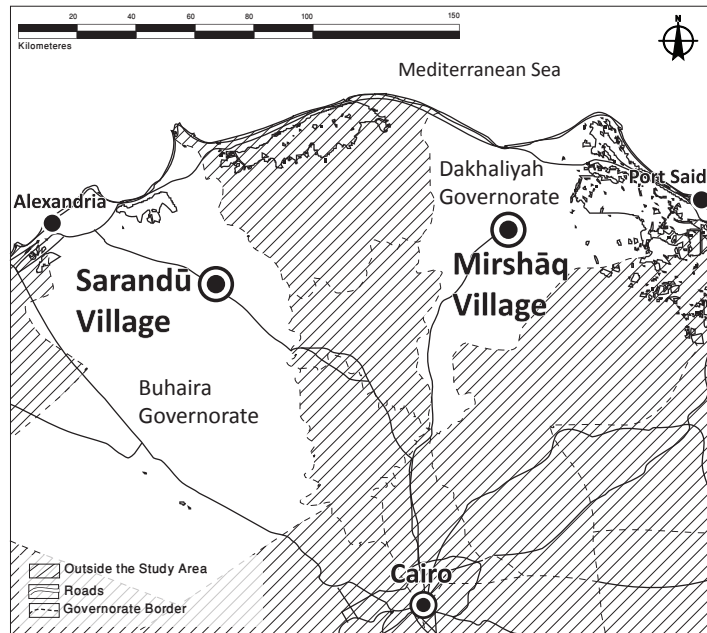 20 40 60 80 100 150
Kilometeres
N
Mediterranean Sea
Dakhaliyah
Governorate
Port Said
Alexandria
Mirshāq
Village
Sarandū
Village
Buhaira
Governorate
Cairo
Outside the Study Area
Roads
Governorate Border